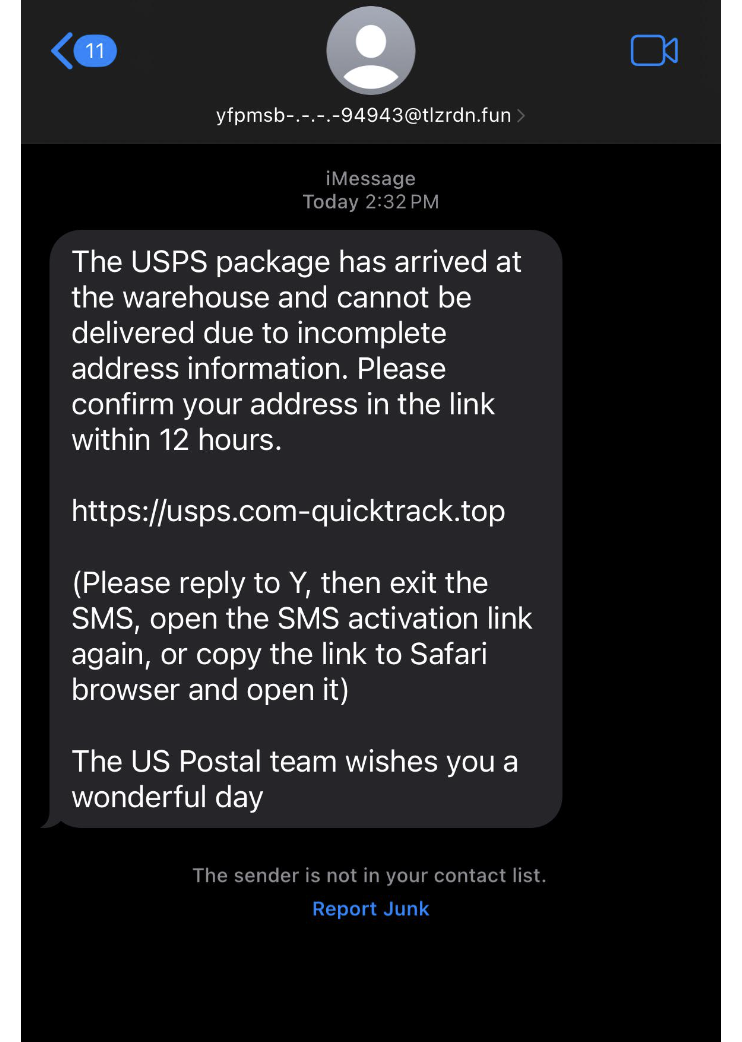 11
yfpmsb-.-.-.-94943@tlzrdn.fun
iMessage
Today 2:32 PM
The USPS package has arrived at
the warehouse and cannot be
delivered due to incomplete
address information. Please
confirm your address in the link
within 12 hours.
https://usps.com-quicktrack.top
(Please reply to Y, then exit the
SMS, open the SMS activation link
again, or copy the link to Safari
browser and open it)
The US Postal team wishes you a
wonderful day
The sender is not in your contact list.
Report Junk